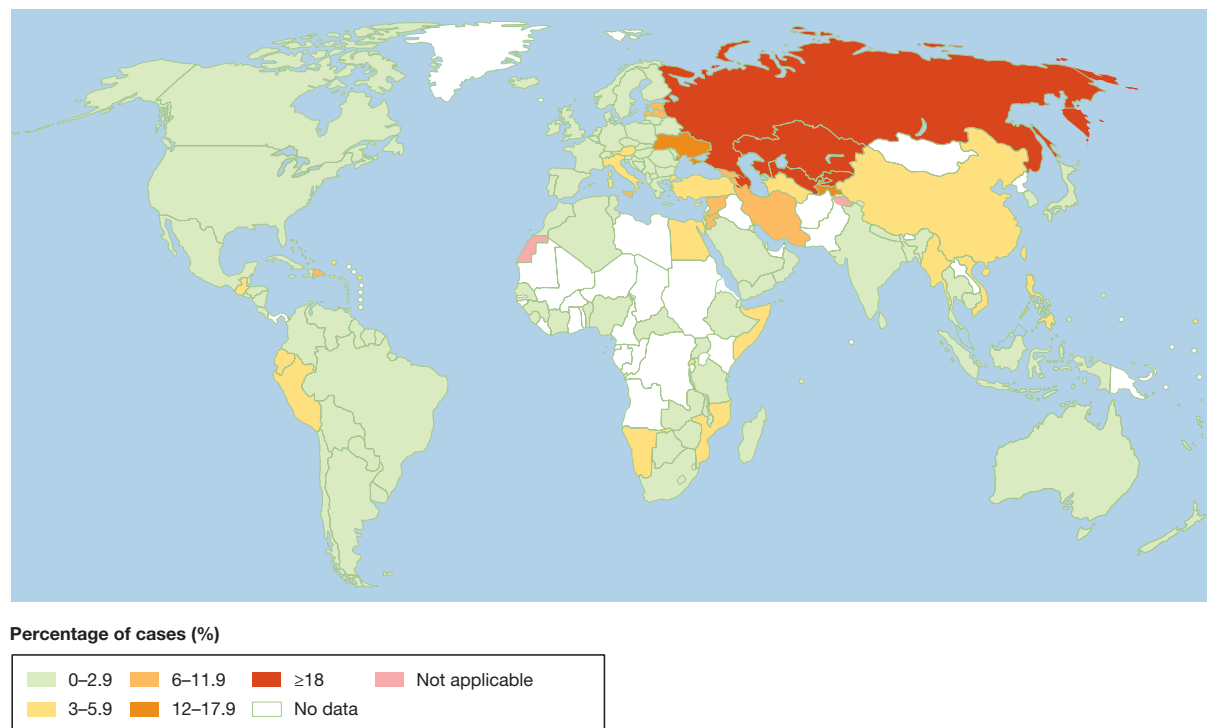 Percentage of cases (%)
0–2.9 6–11.9 ≥18 Not applicable
3–5.9 12–17.9 No data